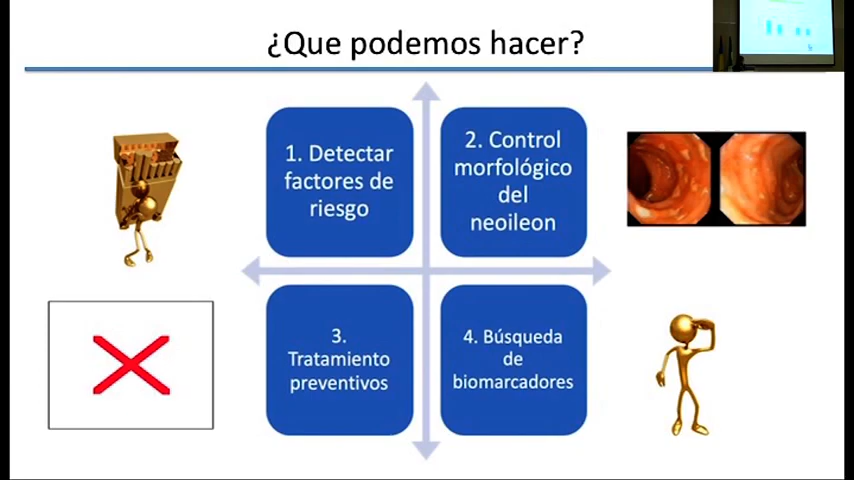 ¿Que podemos hacer?
1. Detectar
factores de
riesgo
2. Control
morfológico
del
neoileon
3.
Tratamiento
preventivos
4. Búsqueda
de
biomarcadores